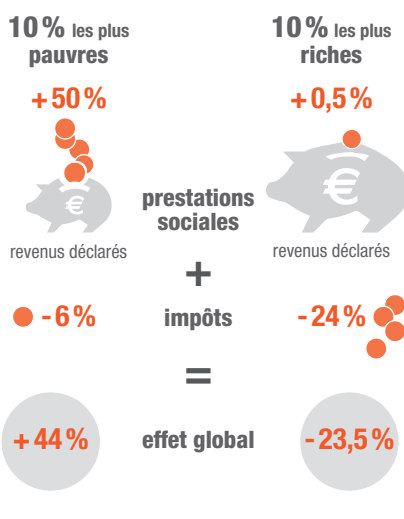 10% les plus
pauvres
10% les plus
riches
+50%
+0,5%
€
€
prestations
sociales
revenus déclarés
revenus déclarés
+
-6%
impôts
-24%
=
+44%
effet global
-23,5%